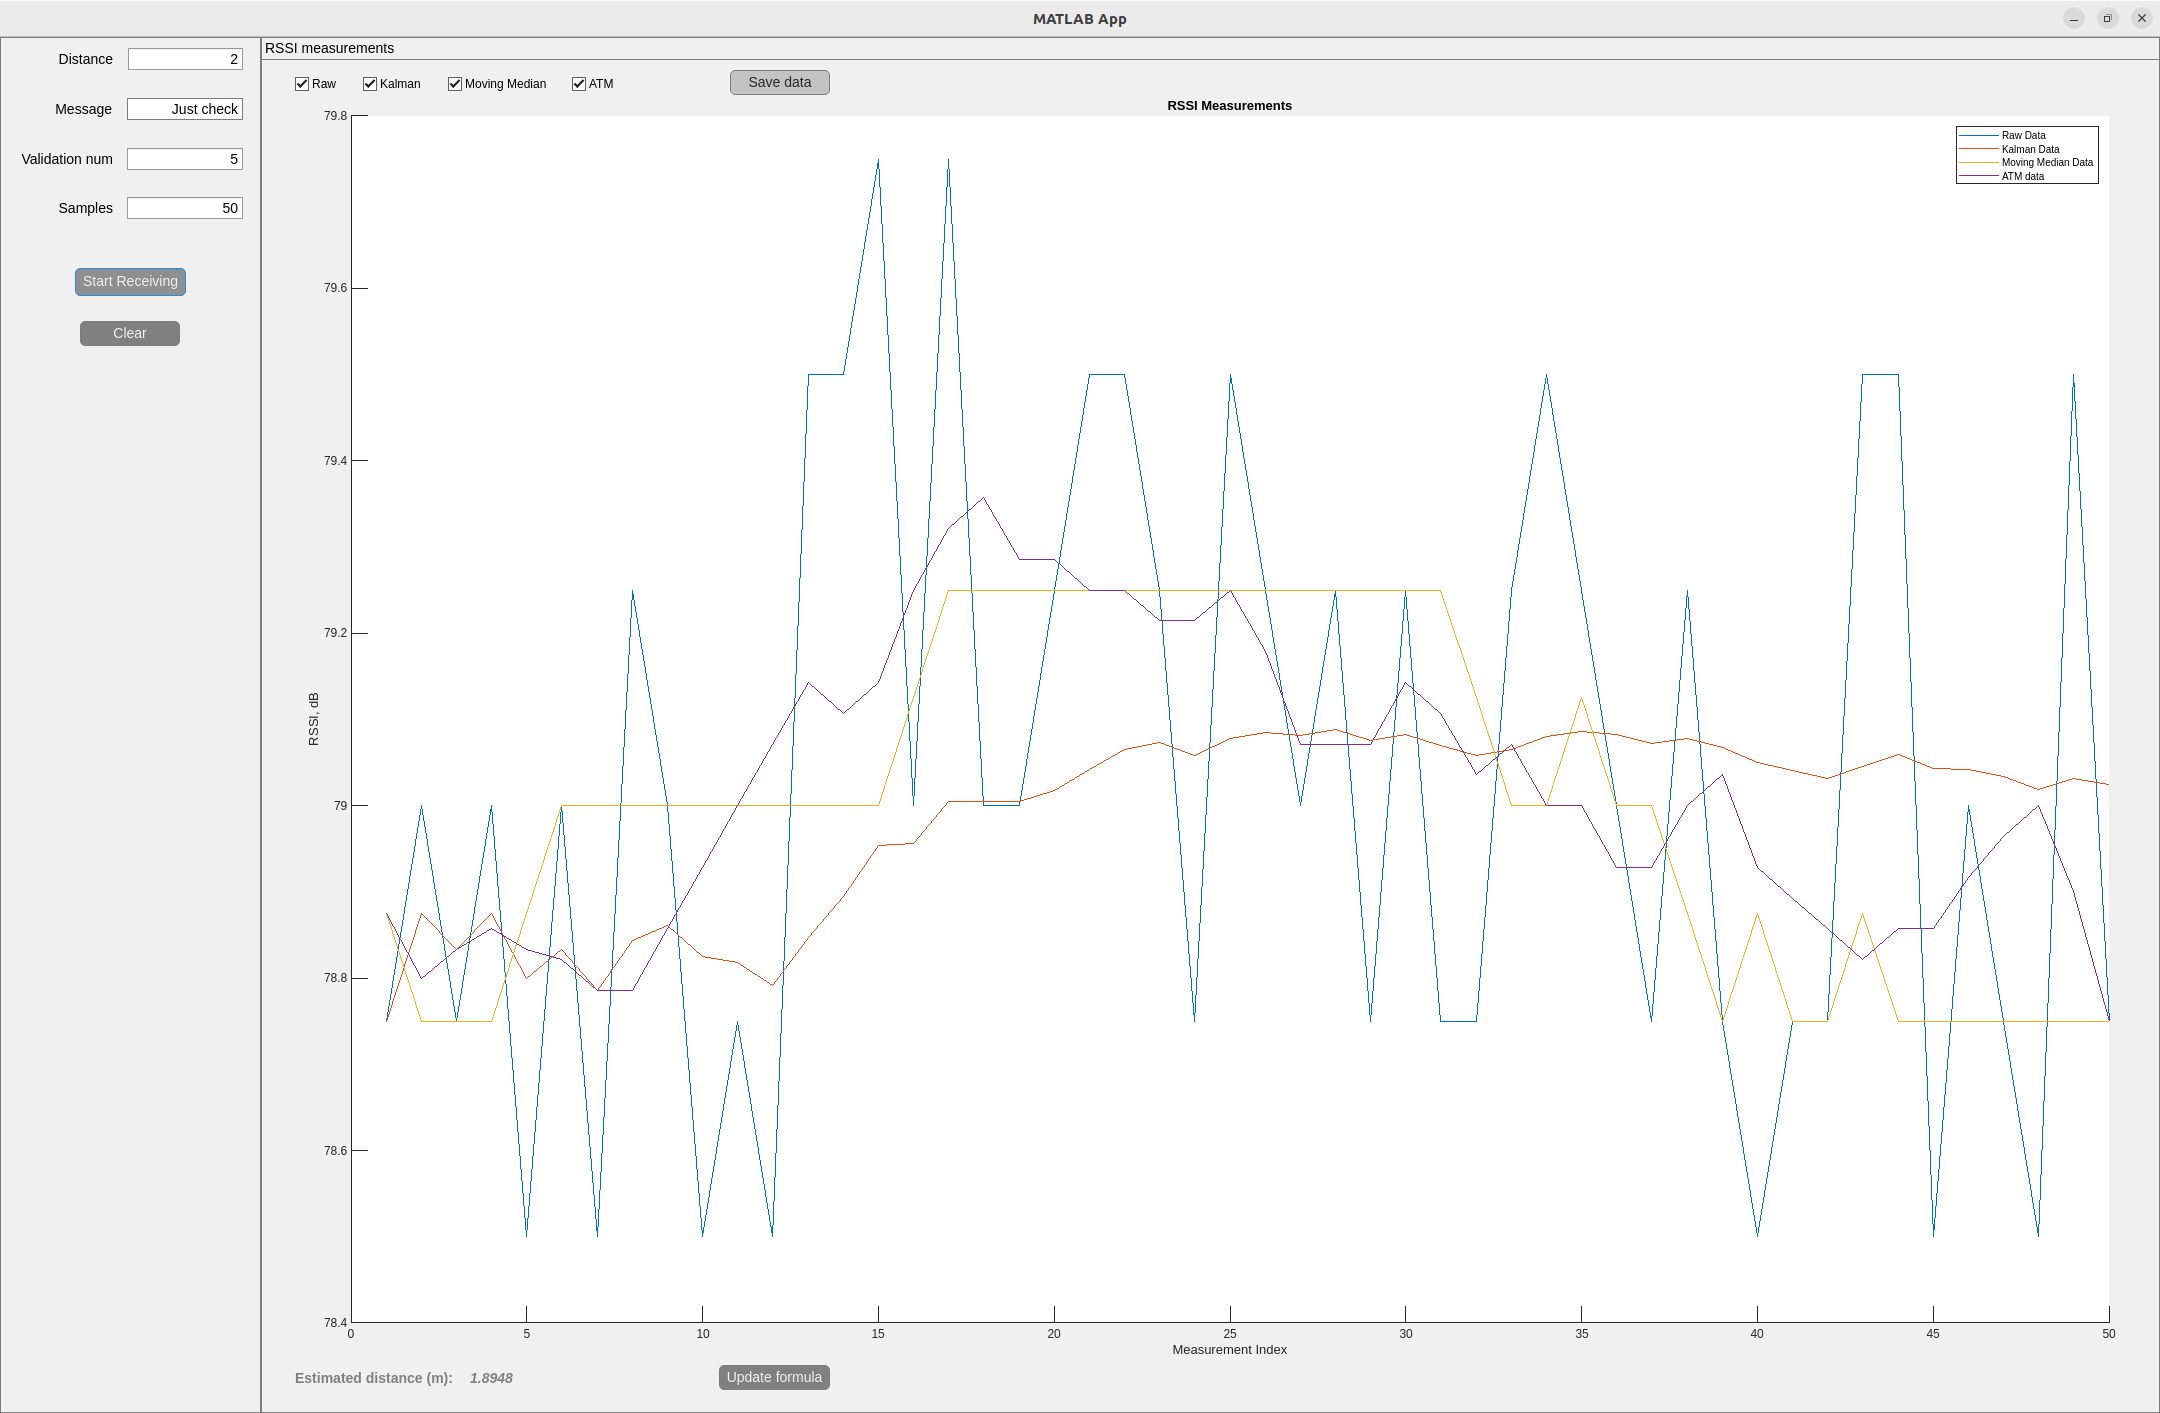 MATLAB App
Distance 2
Message Just check
Validation num 5
Samples 50
Start Receiving
Clear
RSSI measurements
Raw Kalman Moving Median ATM Save data
RSSI Measurements
Raw Data
Kalman Data
Moving Median Data
ATM data
79.8
79.6
79.4
79.2
79
78.8
78.6
78.4
RSSI, dB
0 5 10 15 20 25 30 35 40 45 50
Measurement Index
Estimated distance (m): 1.8948 Update formula